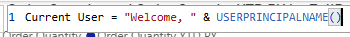 1 Current User = "Welcome, " & USERPRINCIPALNAME()